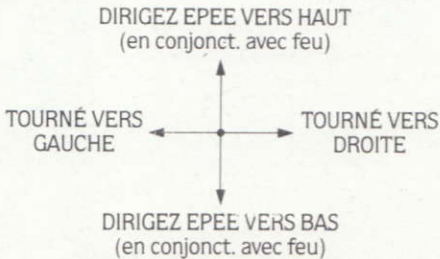 DIRIGEZ EPEE VERS HAUT
(en conjonct. avec feu)
TOURNÉ VERS
GAUCHE
TOURNÉ VERS
DROITE
DIRIGEZ EPEE VERS BAS
(en conjonct. avec feu)